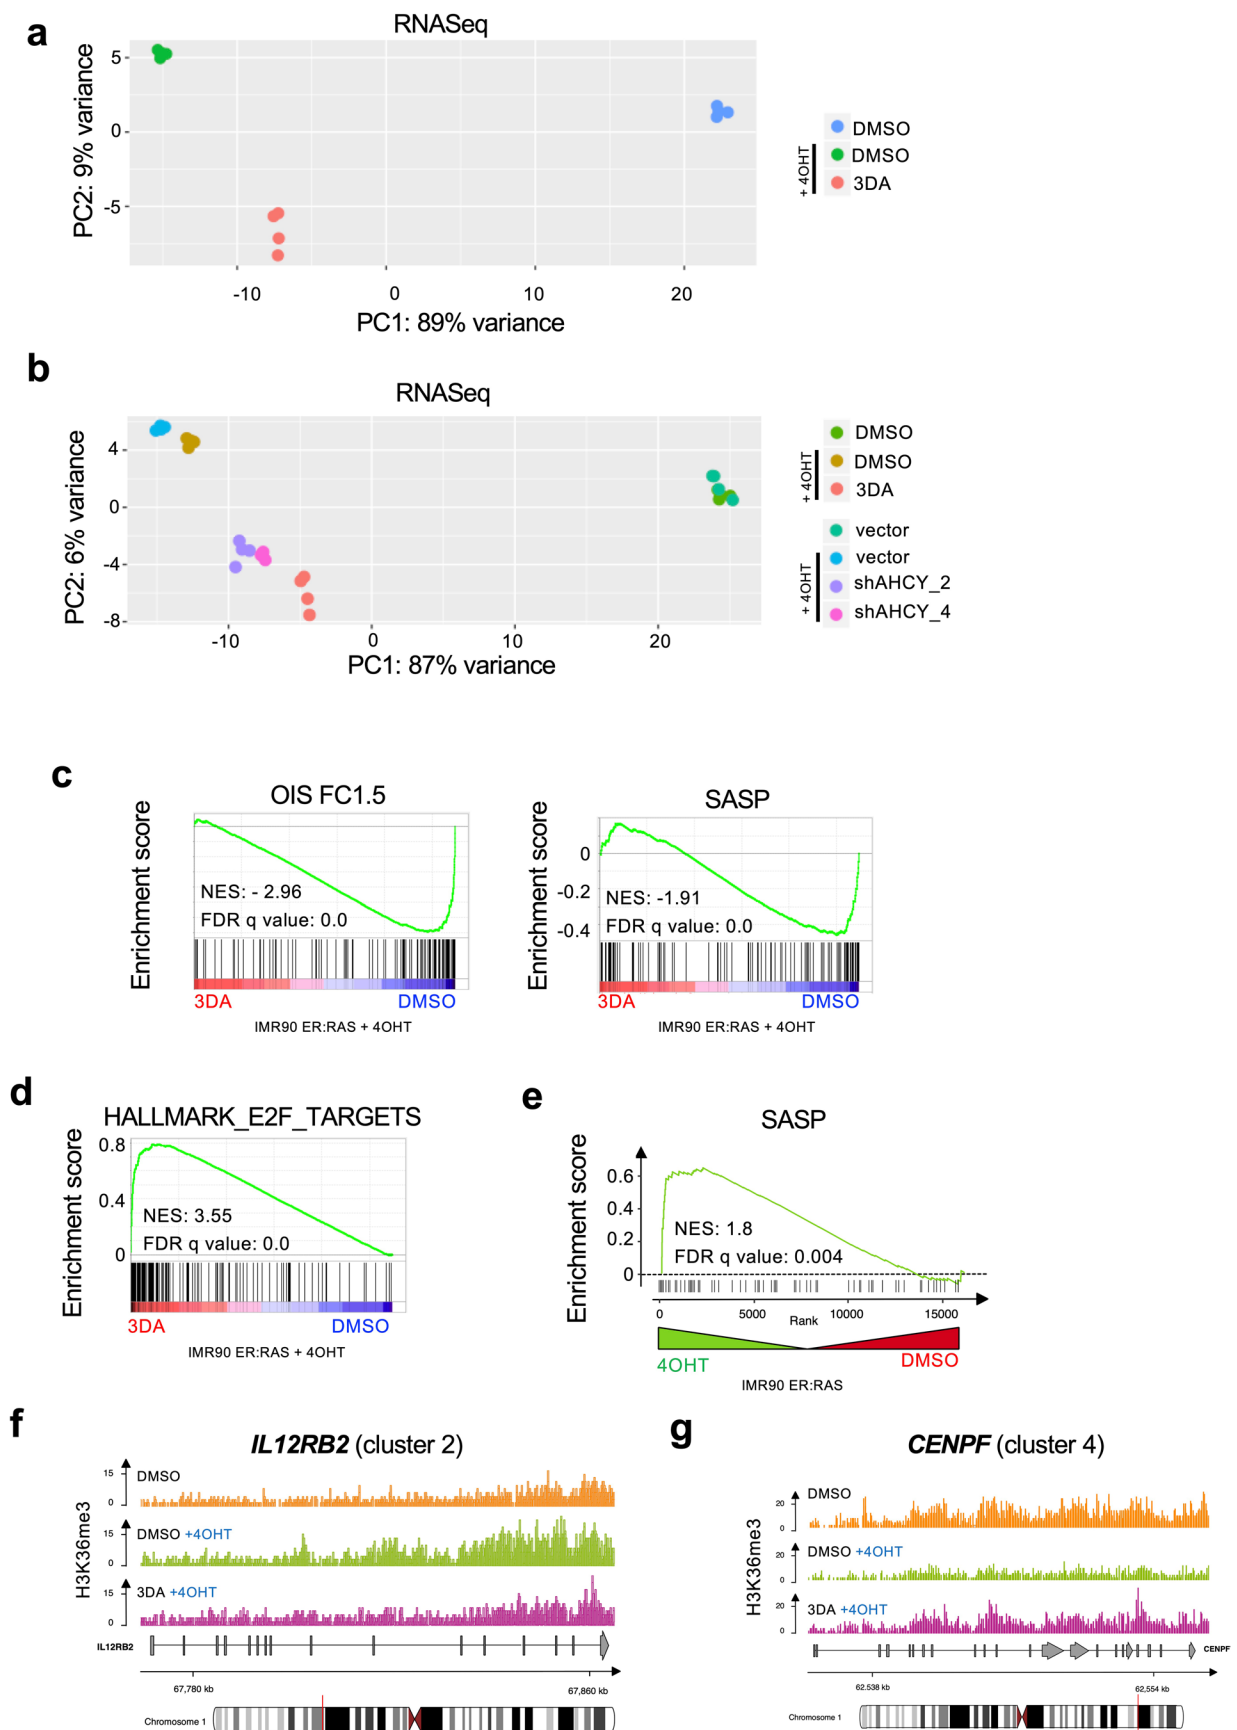 a
RNASeq
PC2: 9% variance
5
0
-5
-10
0
10
20
PC1: 89% variance
DMSO
+ 4OHT
DMSO
3DA
b
RNASeq
PC2: 6% variance
4
0
-4
-8
-10
0
10
20
PC1: 87% variance
DMSO
+ 4OHT
DMSO
3DA
vector
+ 4OHT
vector
shAHCY_2
shAHCY_4
c
OIS FC1.5
Enrichment score
NES: - 2.96
FDR q value: 0.0
3DA
DMSO
IMR90 ER:RAS + 4OHT
SASP
Enrichment score
0
-0.2
-0.4
NES: -1.91
FDR q value: 0.0
3DA
DMSO
IMR90 ER:RAS + 4OHT
d
HALLMARK_E2F_TARGETS
Enrichment score
0.8
0.4
0
NES: 3.55
FDR q value: 0.0
3DA
DMSO
IMR90 ER:RAS + 4OHT
e
SASP
Enrichment score
0.6
0.4
0.2
0
NES: 1.8
FDR q value: 0.004
0
5000
10000
15000
Rank
4OHT
DMSO
IMR90 ER:RAS
f
IL12RB2 (cluster 2)
H3K36me3
15
0
DMSO
15
0
DMSO +4OHT
15
0
3DA +4OHT
IL12RB2
67,780 kb
67,860 kb
Chromosome 1
g
CENPF (cluster 4)
H3K36me3
20
0
DMSO
20
0
DMSO +4OHT
20
0
3DA +4OHT
CENPF
62,538 kb
62,554 kb
Chromosome 1